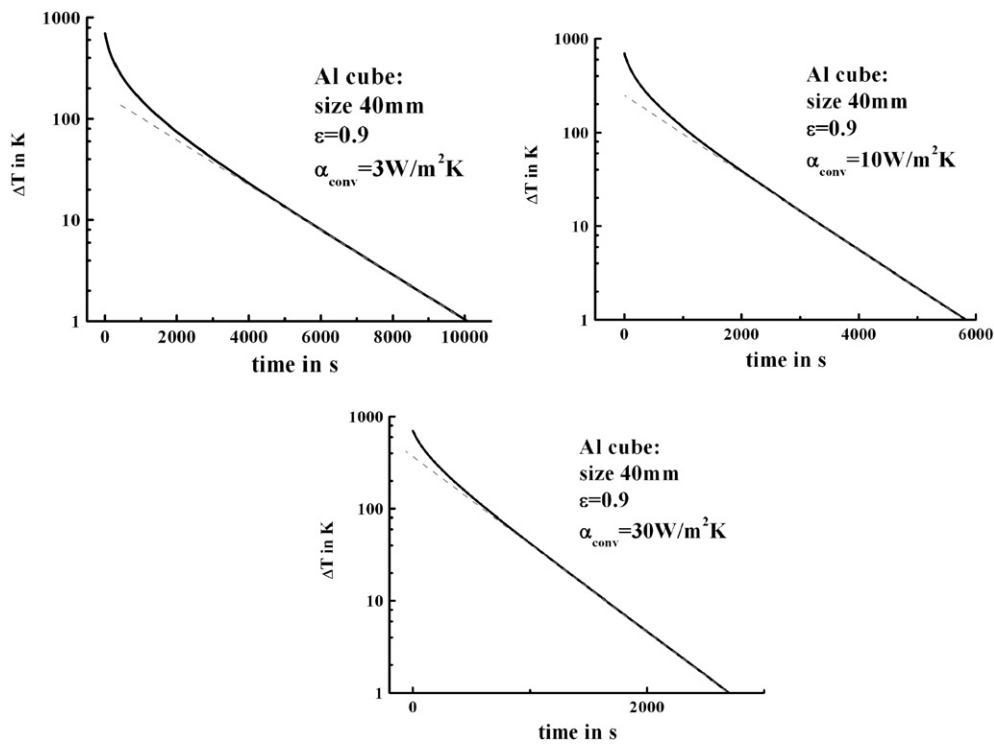 1000
100
10
1
ΔT in K
Al cube:
size 40mm
ε=0.9
α_conv=3W/m²K
0 2000 4000 6000 8000 10000
time in s
1000
100
10
1
ΔT in K
Al cube:
size 40mm
ε=0.9
α_conv=10W/m²K
0 2000 4000 6000
time in s
1000
100
10
1
ΔT in K
Al cube:
size 40mm
ε=0.9
α_conv=30W/m²K
0 2000
time in s